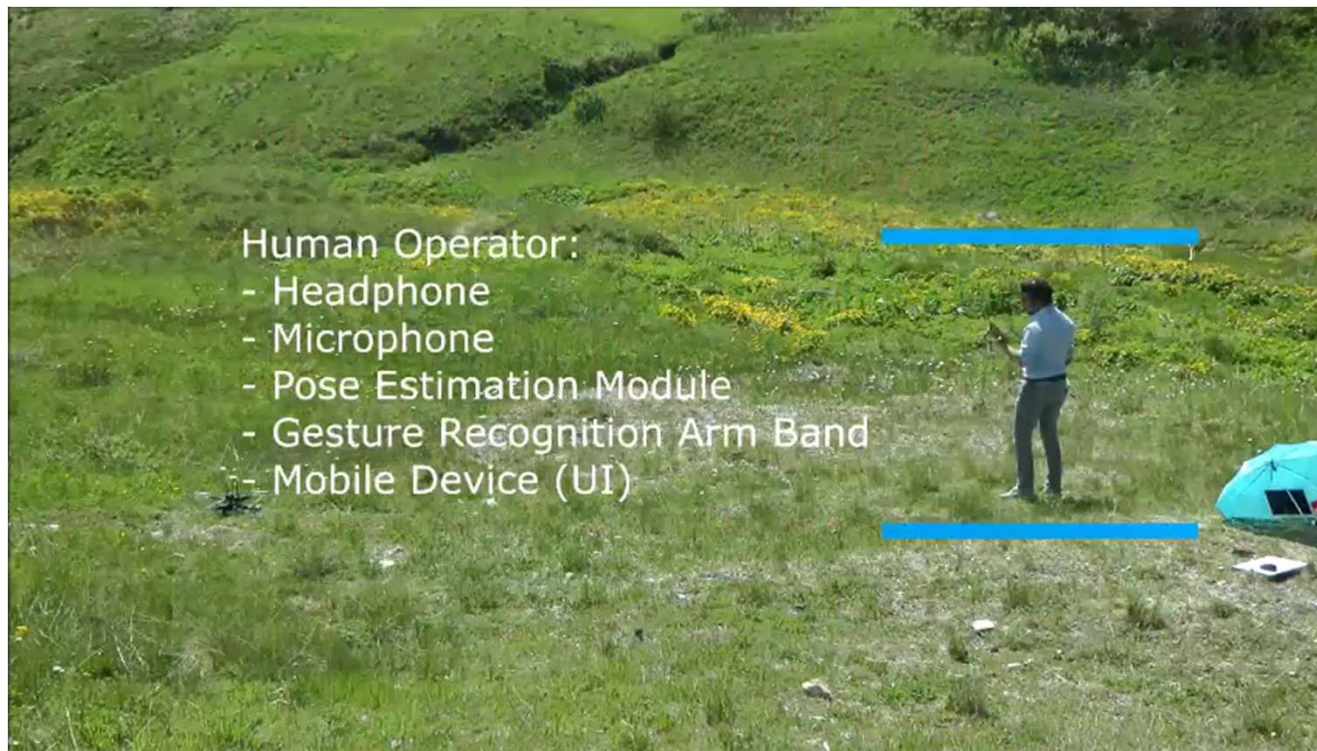 Human Operator:
- Headphone
- Microphone
- Pose Estimation Module
- Gesture Recognition Arm Band
- Mobile Device (UI)